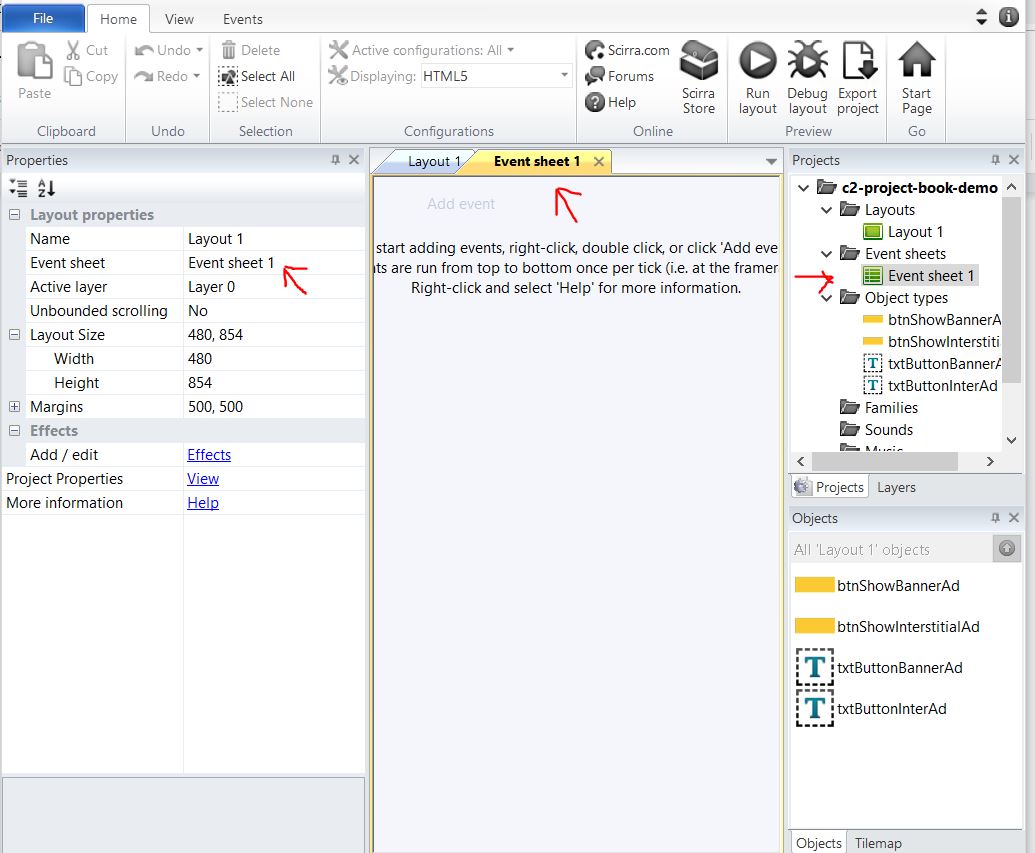 File Home View Events
Paste Cut Copy
Clipboard
Undo Redo
Undo
Delete
Select All
Select None
Selection
Active configurations: All
Displaying: HTML5
Configurations
Scirra.com
Forums
Help
Scirra Store
Online
Run layout
Debug layout
Export project
Preview
Start Page
Go
Properties
Layout properties
Name Layout 1
Event sheet Event sheet 1
Active layer Layer 0
Unbounded scrolling No
Layout Size 480, 854
Width 480
Height 854
Margins 500, 500
Effects
Add / edit Effects
Project Properties View
More information Help
Layout 1 Event sheet 1
Add event
start adding events, right-click, double click, or click 'Add eve
ts are run from top to bottom once per tick (i.e. at the framer
Right-click and select 'Help' for more information.
Projects
c2-project-book-demo
Layouts
Layout 1
Event sheets
Event sheet 1
Object types
btnShowBannerA
btnShowInterstiti
txtButtonBannerA
txtButtonInterAd
Families
Sounds
Music
Projects Layers
Objects
All 'Layout 1' objects
btnShowBannerAd
btnShowInterstitialAd
T txtButtonBannerAd
T txtButtonInterAd
Objects Tilemap